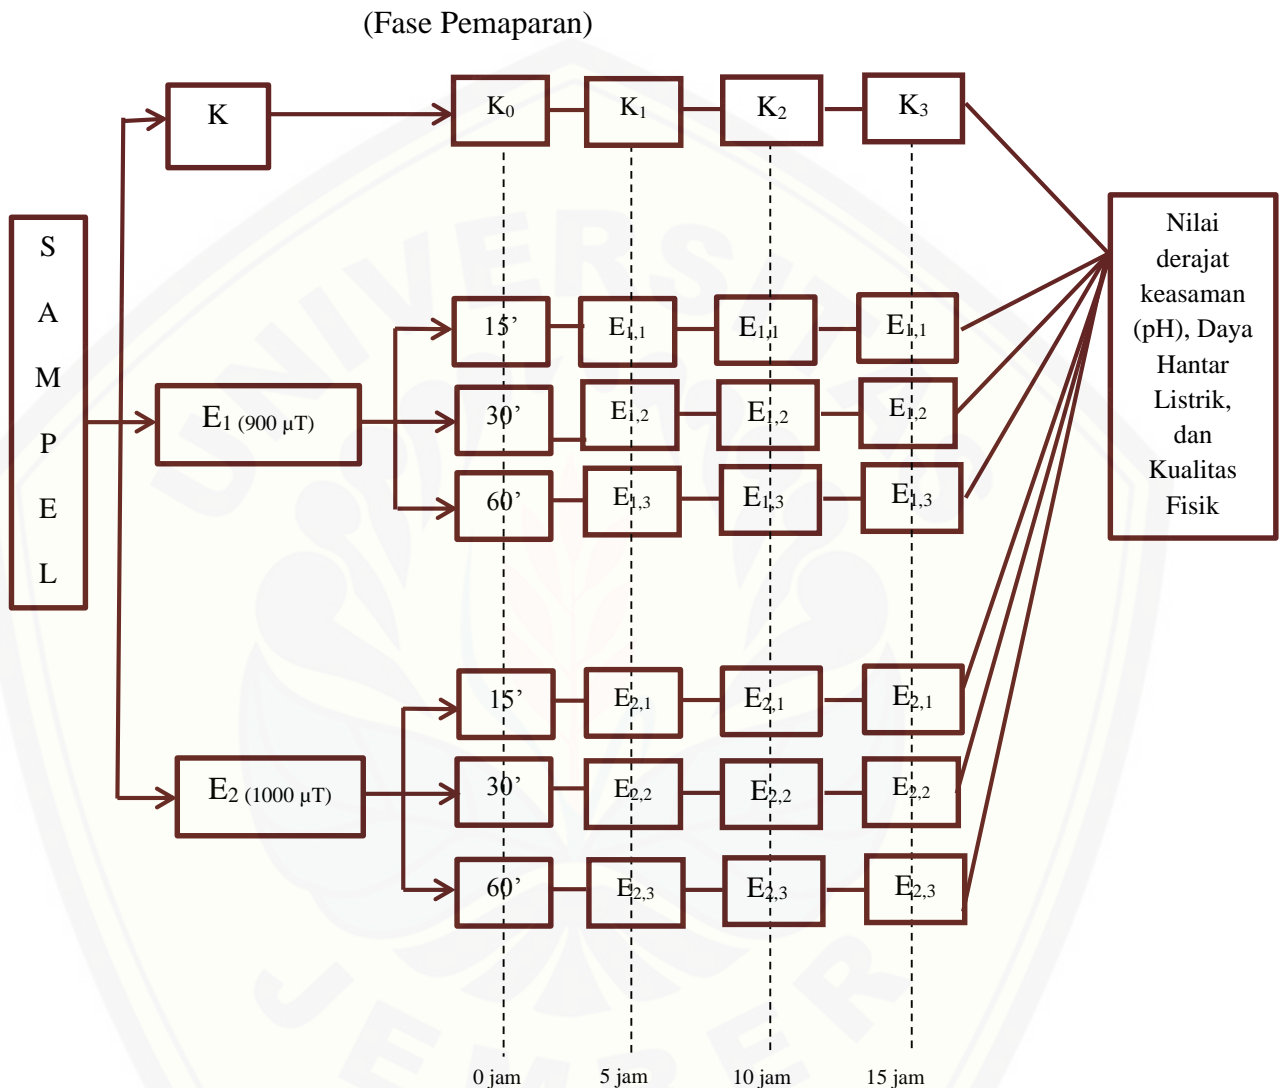 (Fase Pemaparan)
K
K₀
K₁
K₂
K₃
S
A
M
P
E
L
Nilai
derajat
keasaman
(pH), Daya
Hantar
Listrik,
dan
Kualitas
Fisik
E₁ (900 µT)
15’
E₁,₁
E₁,₁
E₁,₁
30’
E₁,₂
E₁,₂
E₁,₂
60’
E₁,₃
E₁,₃
E₁,₃
E₂ (1000 µT)
15’
E₂,₁
E₂,₁
E₂,₁
30’
E₂,₂
E₂,₂
E₂,₂
60’
E₂,₃
E₂,₃
E₂,₃
0 jam
5 jam
10 jam
15 jam
UNIVERSITAS
JEMBER